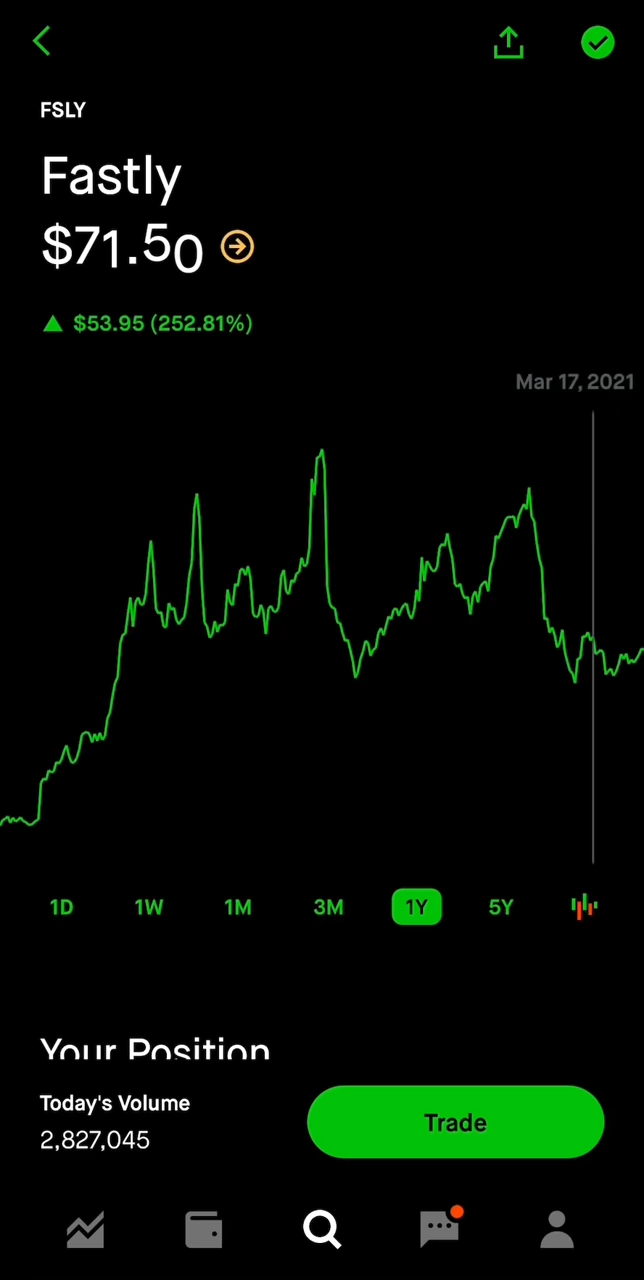 FSLY
Fastly
$71.50
$53.95 (252.81%)
Mar 17, 2021
1D 1W 1M 3M 1Y 5Y
Your Position
Today's Volume
2,827,045
Trade